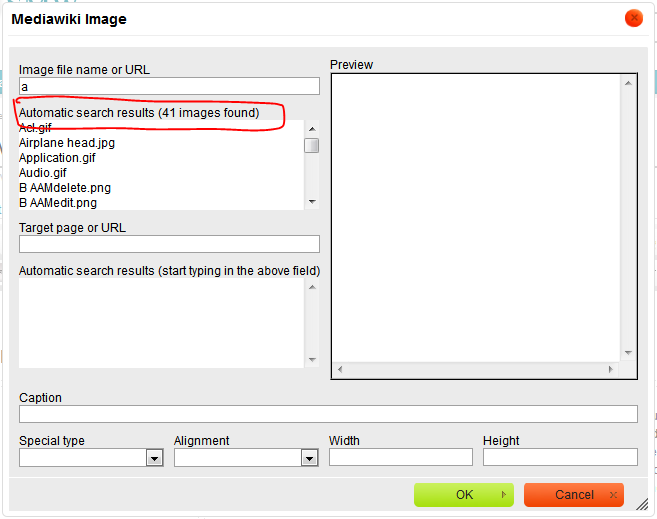 Mediawiki Image
Image file name or URL
a
Automatic search results (41 images found)
Acl.gif
Airplane head.jpg
Application.gif
Audio.gif
B AAMdelete.png
B AAMedit.png
Preview
Target page or URL
Automatic search results (start typing in the above field)
Caption
Special type
Alignment
Width
Height
OK
Cancel